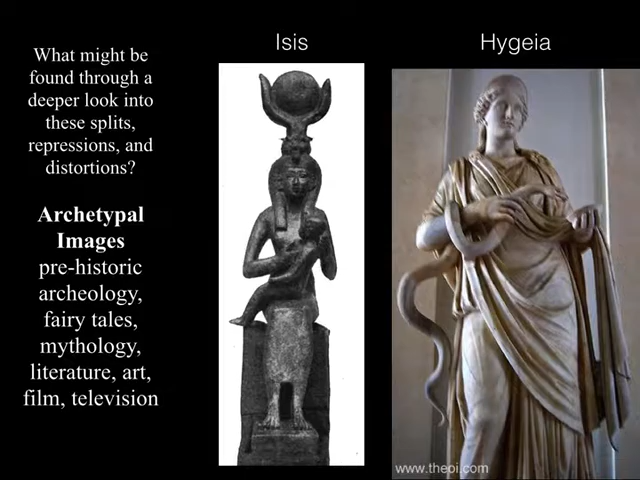 What might be
found through a
deeper look into
these splits,
repressions, and
distortions?
Archetypal
Images
pre-historic
archeology,
fairy tales,
mythology,
literature, art,
film, television
Isis
Hygeia
www.theoi.com